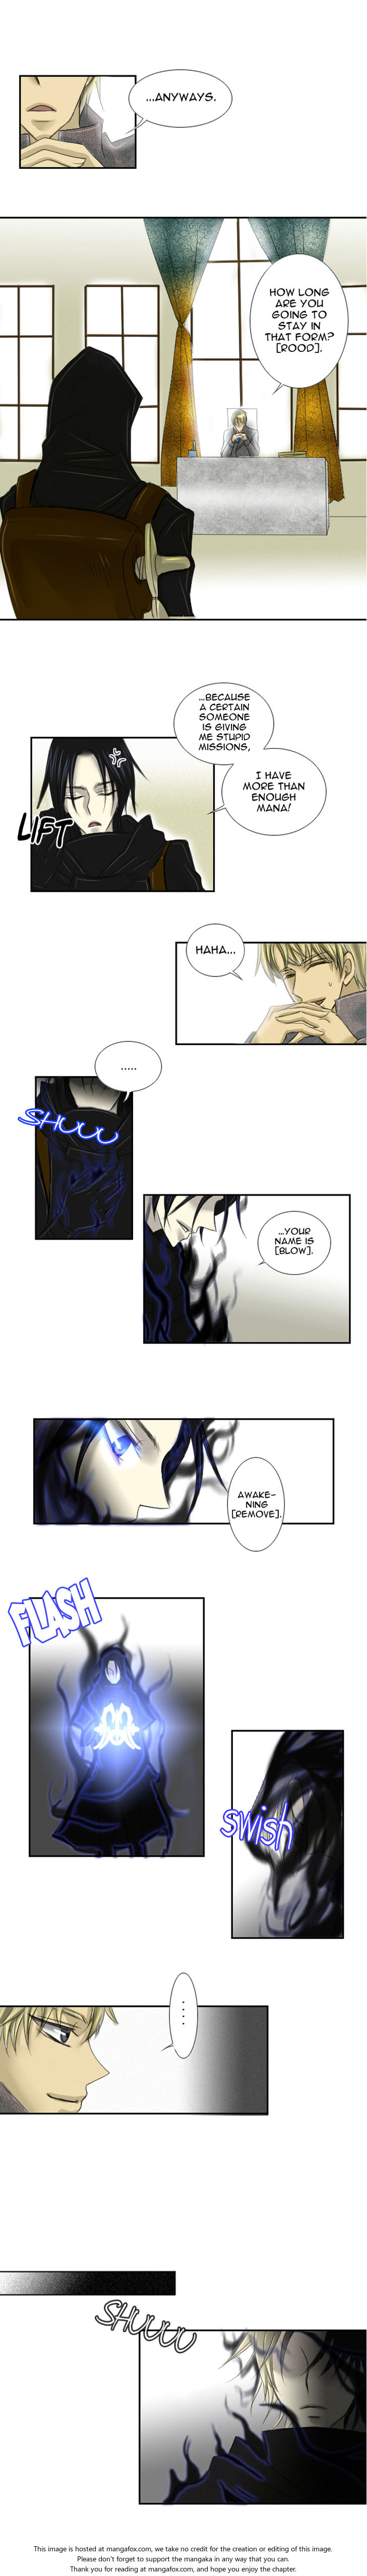 ...ANYWAYS.
HOW LONG
ARE YOU
GOING TO
STAY IN
THAT FORM?
[ROOD].
...BECAUSE
A CERTAIN
SOMEONE
IS GIVING
ME STUPID
MISSIONS,
I HAVE
MORE THAN
ENOUGH
MANA!
LIFT
HAHA...
.....
SHUUU
...YOUR
NAME IS
[BLOW].
AWAKE-
NING
[REMOVE].
FLASH
SWish
....
SHUUUU
This image is hosted at mangafox.com, we take no credit for the creation or editing of this image.
Please don't forget to support the mangaka in any way that you can.
Thank you for reading at mangafox.com, and hope you enjoy the chapter.